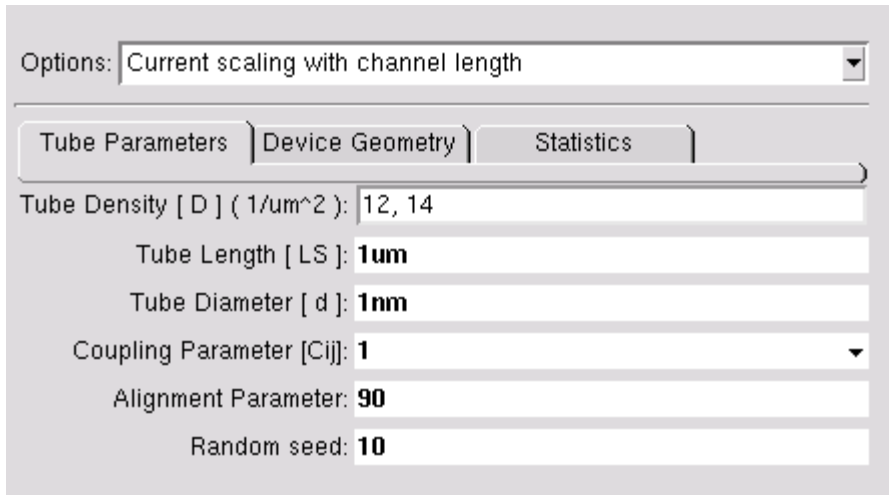 Options: Current scaling with channel length
Tube Parameters Device Geometry Statistics
Tube Density [ D ] ( 1/um^2 ): 12, 14
Tube Length [ LS ]: 1um
Tube Diameter [ d ]: 1nm
Coupling Parameter [Cij]: 1
Alignment Parameter: 90
Random seed: 10